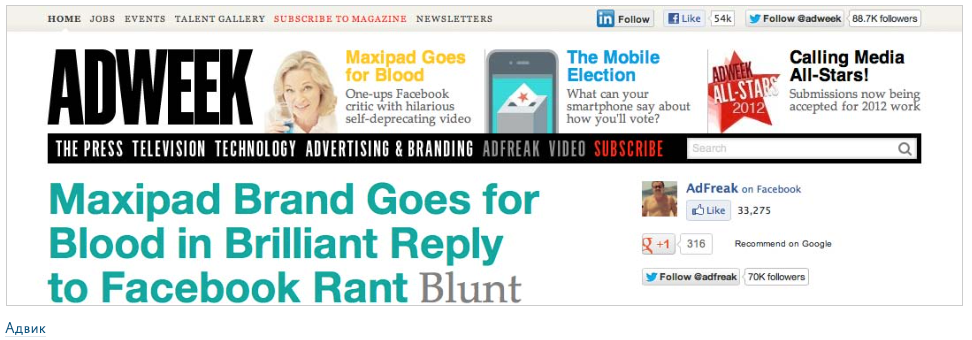 HOME JOBS EVENTS TALENT GALLERY SUBSCRIBE TO MAGAZINE NEWSLETTERS
in Follow
f Like 54k
Follow @adweek 88.7K followers
ADWEEK
Maxipad Goes
for Blood
One-ups Facebook
critic with hilarious
self-deprecating video
The Mobile
Election
What can your
smartphone say about
how you'll vote?
ADWEEK
ALL-STARS
2012
Calling Media
All-Stars!
Submissions now being
accepted for 2012 work
THE PRESS TELEVISION TECHNOLOGY ADVERTISING & BRANDING ADFREAK VIDEO SUBSCRIBE
Search
Maxipad Brand Goes for
Blood in Brilliant Reply
to Facebook Rant Blunt
AdFreak on Facebook
Like 33,275
g +1 316 Recommend on Google
Follow @adfreak 70K followers
Адвик